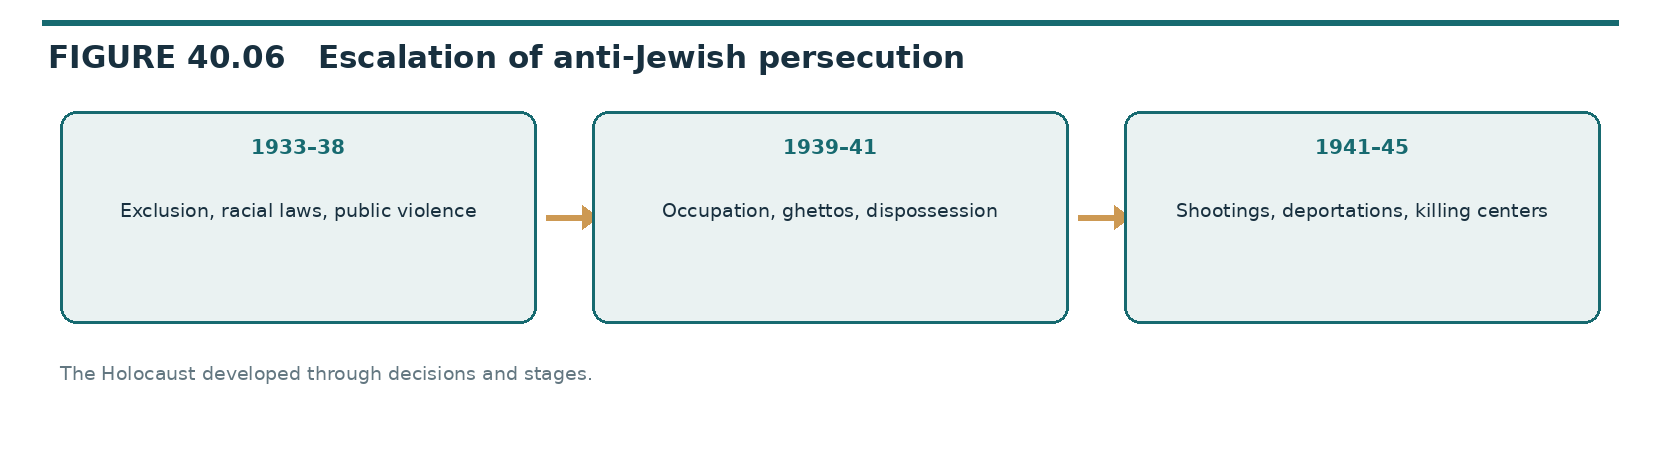 FIGURE 40.06   Escalation of anti-Jewish persecution
1933–38
Exclusion, racial laws, public violence
1939–41
Occupation, ghettos, dispossession
1941–45
Shootings, deportations, killing centers
The Holocaust developed through decisions and stages.